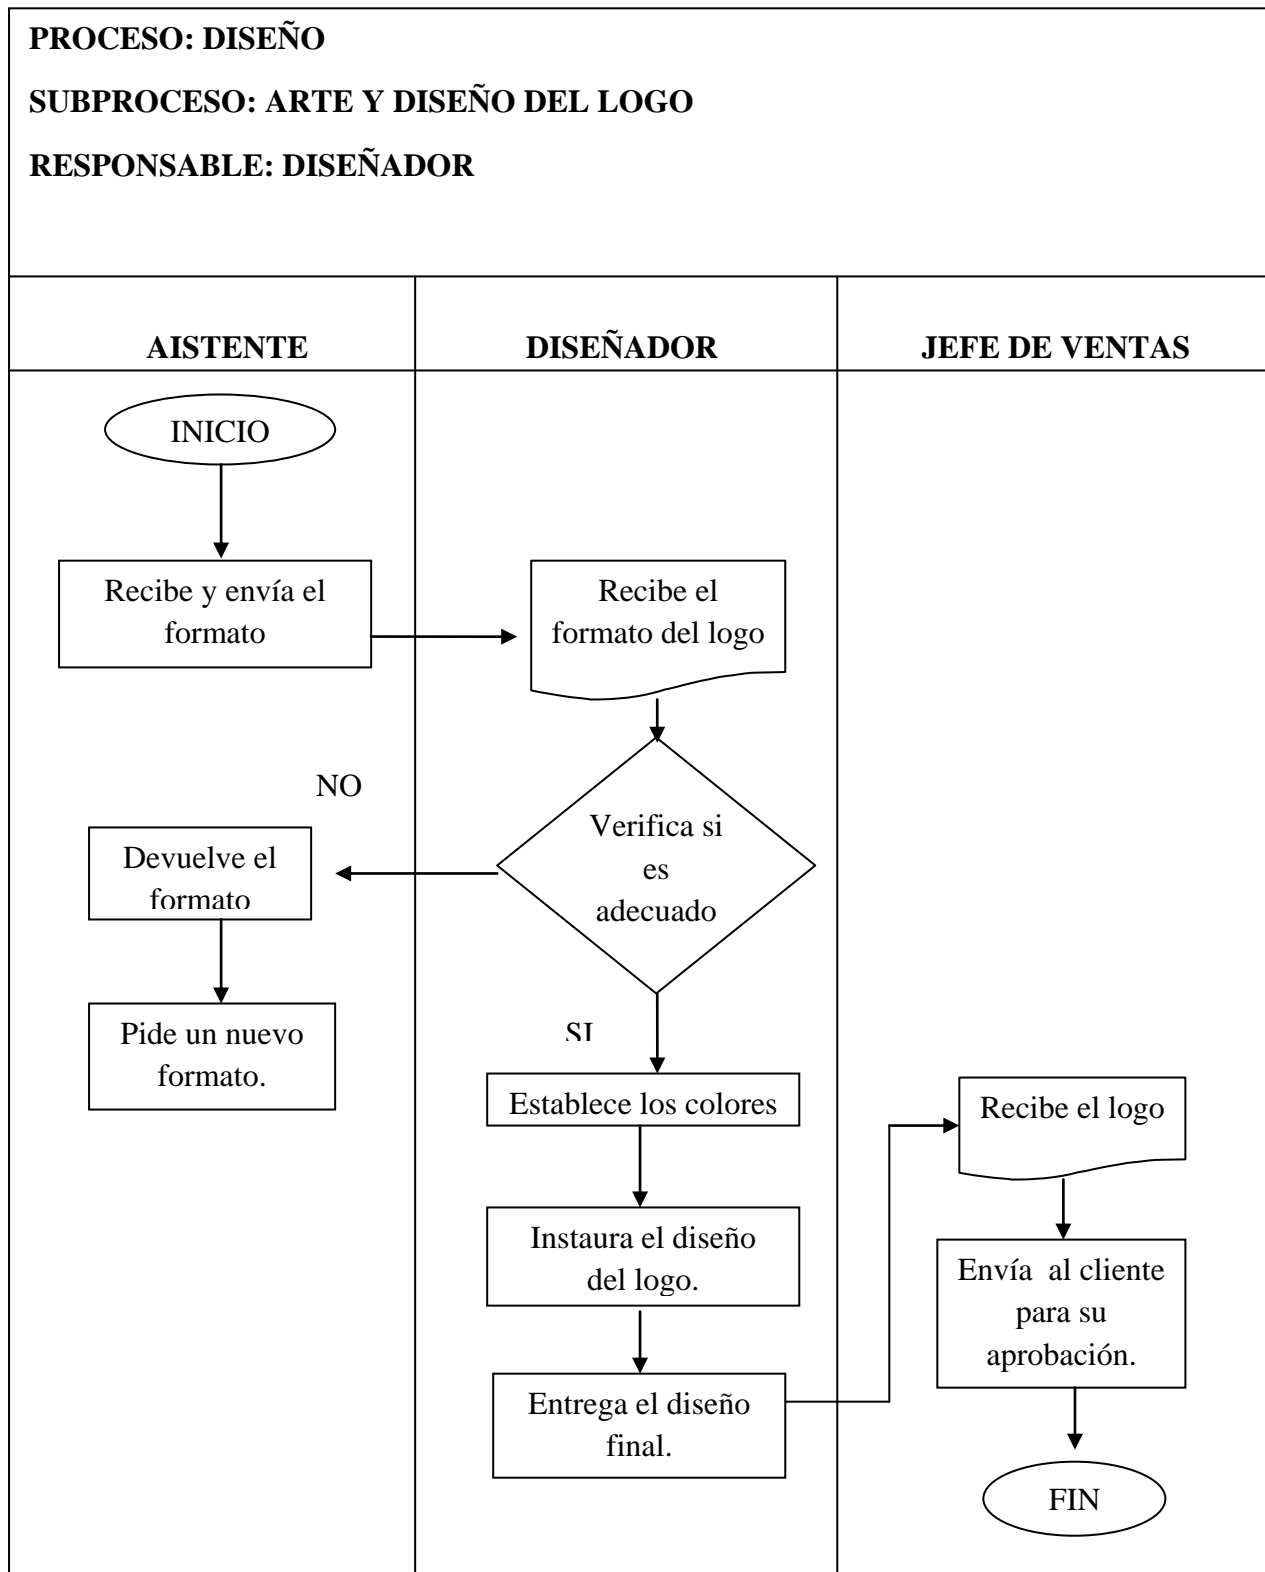 PROCESO: DISEÑO
SUBPROCESO: ARTE Y DISEÑO DEL LOGO
RESPONSABLE: DISEÑADOR
AISTENTE
DISEÑADOR
JEFE DE VENTAS
INICIO
Recibe y envía el
formato
Recibe el
formato del logo
NO
Verifica si
es
adecuado
Devuelve el
formato
Pide un nuevo
formato.
SI
Establece los colores
Instaura el diseño
del logo.
Entrega el diseño
final.
Recibe el logo
Envía  al cliente
para su
aprobación.
FIN